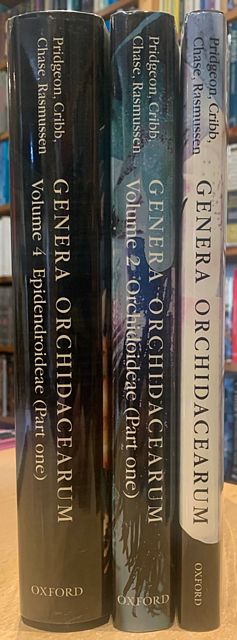 Pridgeon, Cribb,
Chase, Rasmussen
GENERA ORCHIDACEARUM
Volume 4 Epidendroideae (Part one)
OXFORD
Pridgeon, Cribb,
Chase, Rasmussen
GENERA ORCHIDACEARUM
Volume 2 Orchidoideae (Part one)
OXFORD
Pridgeon, Cribb,
Chase, Rasmussen
GENERA ORCHIDACEARUM
OXFORD